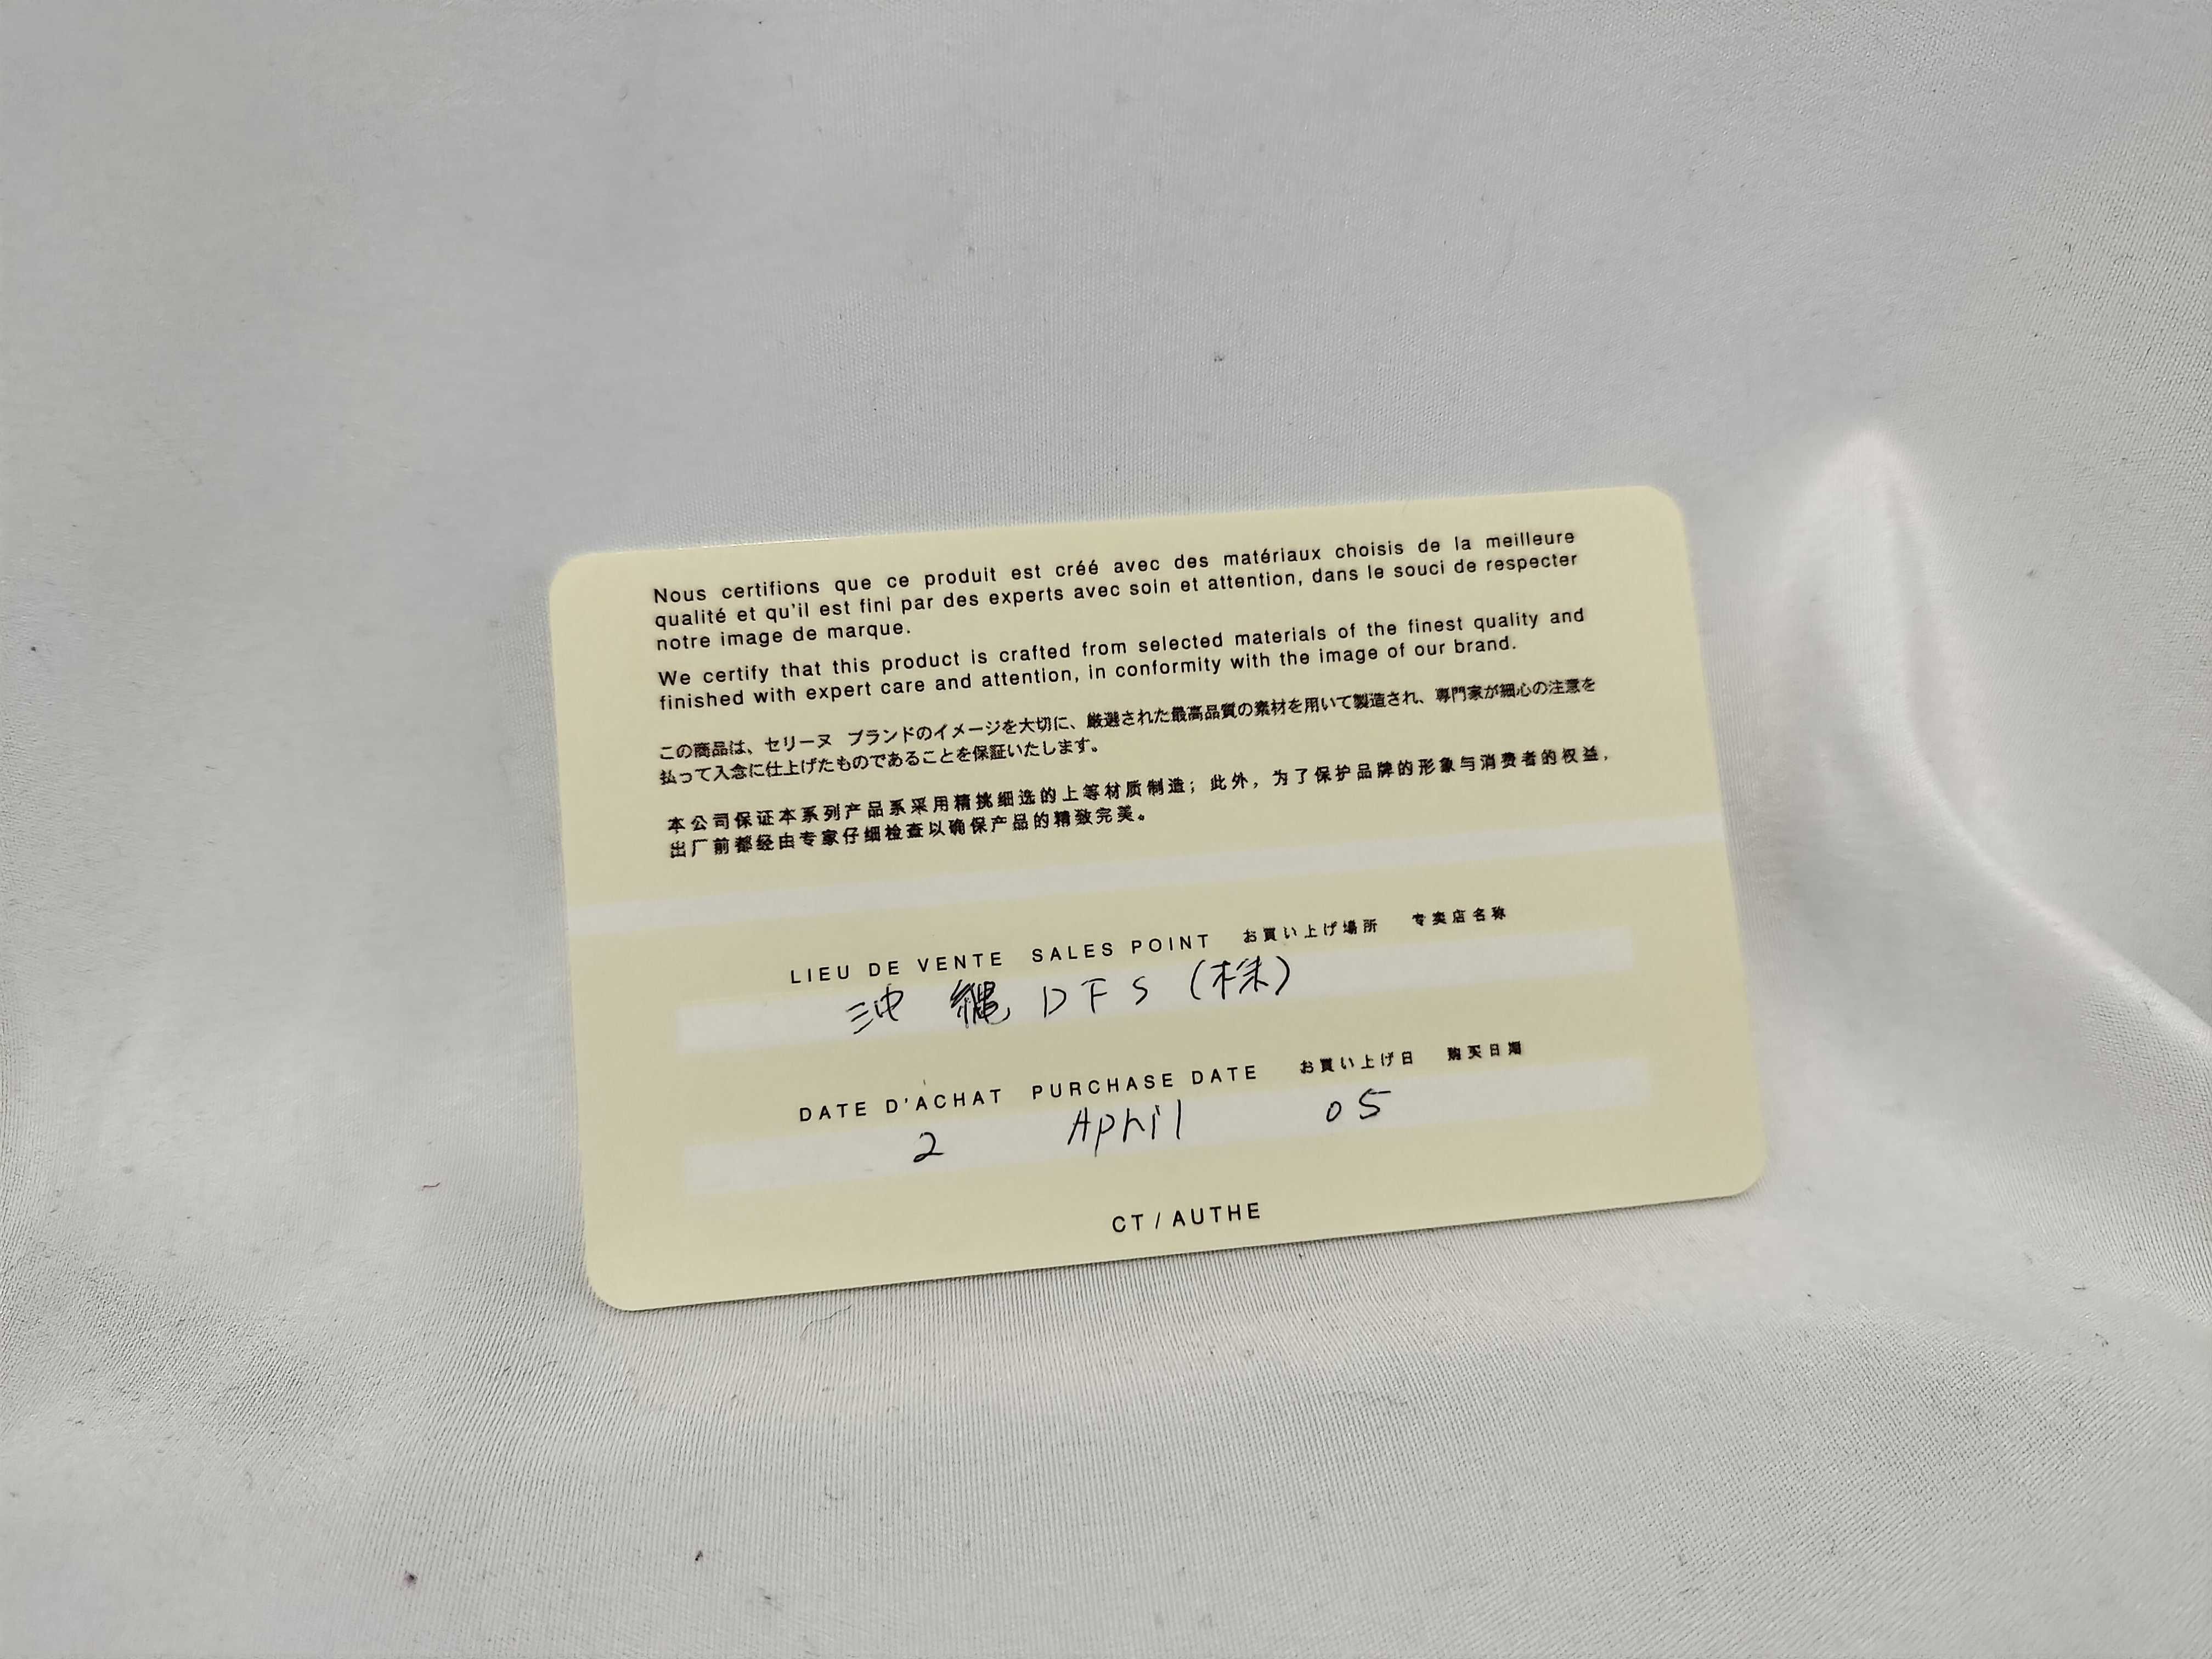 Nous certifions que ce produit est créé avec des matériaux choisis de la meilleure
qualité et qu'il est fini par des experts avec soin et attention, dans le souci de respecter
notre image de marque.
We certify that this product is crafted from selected materials of the finest quality and
finished with expert care and attention, in conformity with the image of our brand.
この商品は、セリーヌ ブランドのイメージを大切に、厳選された最高品質の素材を用いて製造され、専門家が細心の注意を
払って入念に仕上げたものであることを保証いたします。
本公司保证本系列产品系采用精挑细选的上等材质制造；此外，为了保护品牌的形象与消费者的权益，
出厂前都经由专家仔细检查以确保产品的精致完美。
LIEU DE VENTE SALES POINT お買い上げ場所 专卖店名称
沖縄DFS(株)
DATE D'ACHAT PURCHASE DATE お買い上げ日 购买日期
2 April 05
CT / AUTHE